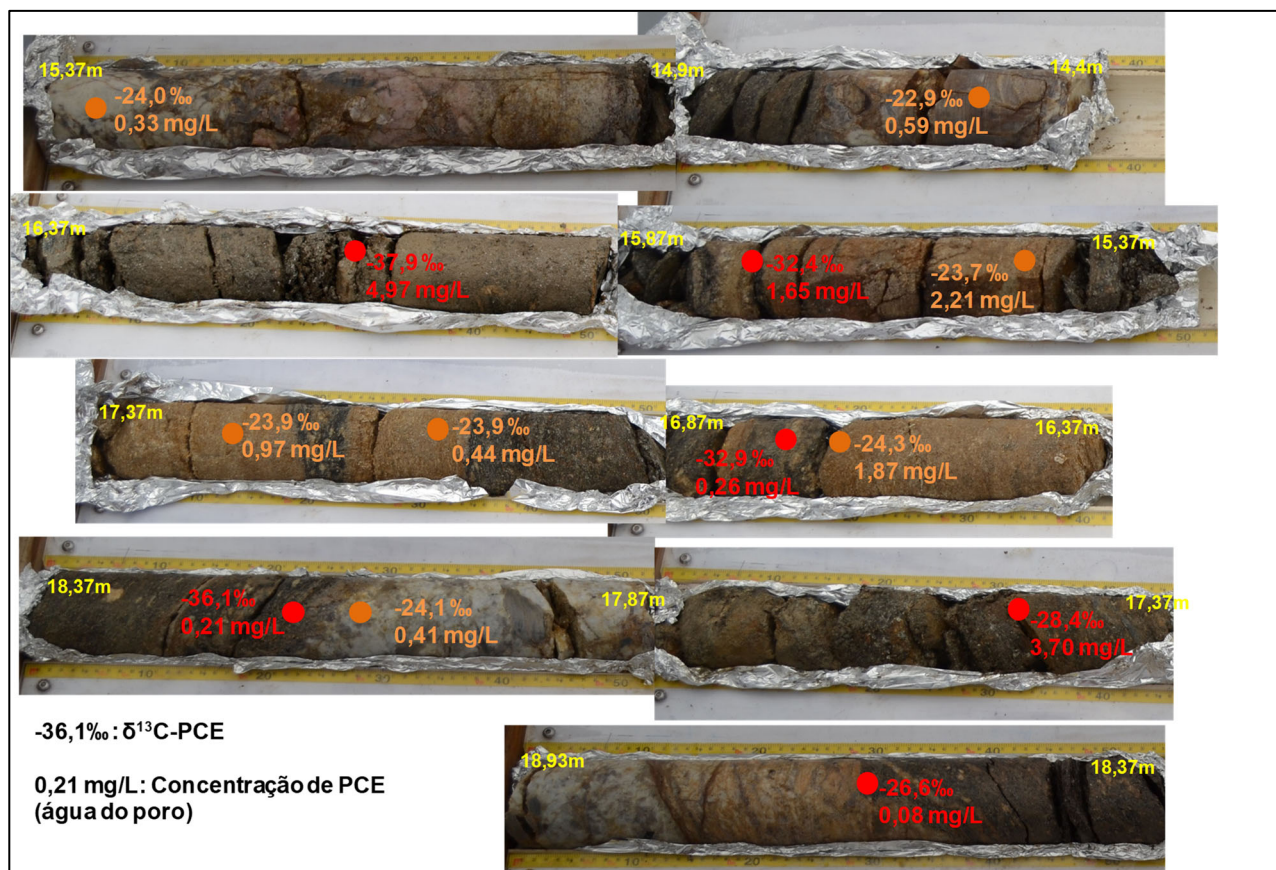 15,37m
-24,0‰
0,33 mg/L
14,9m
-22,9‰
0,59 mg/L
14,4m
16,37m
-37,9‰
4,97 mg/L
15,87m
-32,4‰
1,65 mg/L
-23,7‰
2,21 mg/L
15,37m
17,37m
-23,9‰
0,97 mg/L
-23,9‰
0,44 mg/L
16,87m
-32,9‰
0,26 mg/L
-24,3‰
1,87 mg/L
16,37m
18,37m
-36,1‰
0,21 mg/L
-24,1‰
0,41 mg/L
17,87m
-28,4‰
3,70 mg/L
17,37m
-36,1‰: δ¹³C-PCE
0,21 mg/L: Concentração de PCE
(água do poro)
18,93m
-26,6‰
0,08 mg/L
18,37m